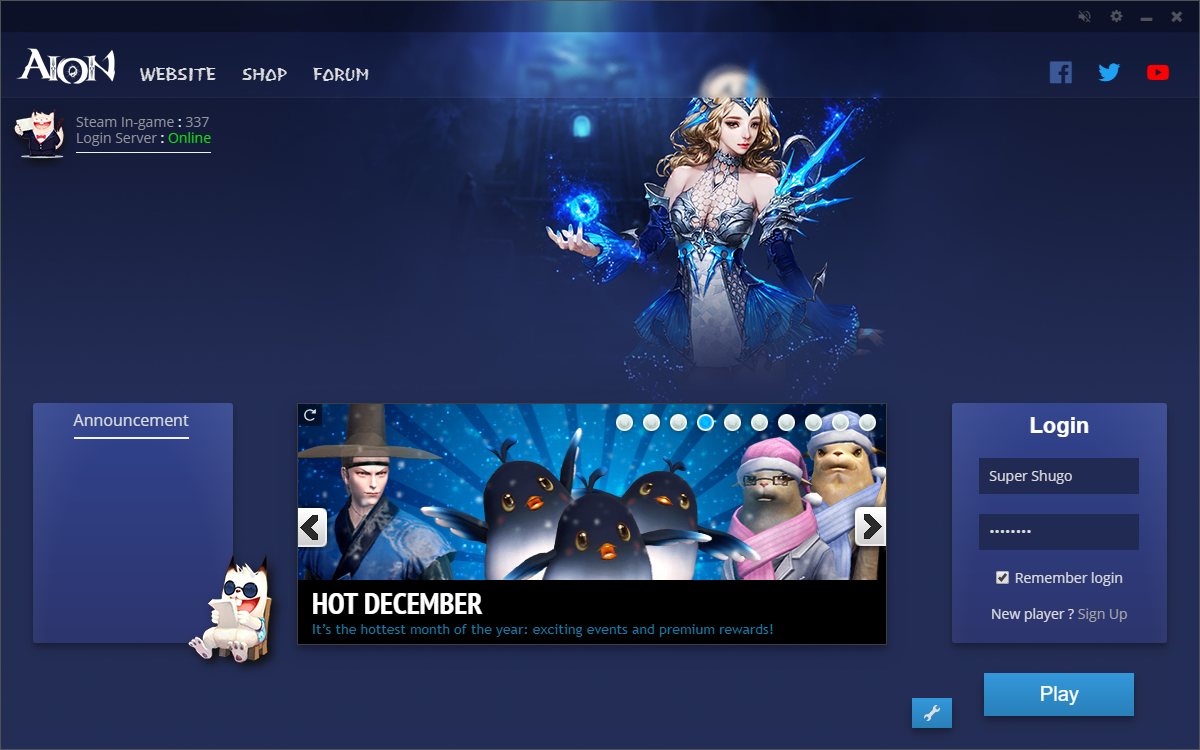 AION
WEBSITE SHOP FORUM
Steam In-game : 337
Login Server : Online
Announcement
HOT DECEMBER
It's the hottest month of the year: exciting events and premium rewards!
Login
Super Shugo
Remember login
New player ? Sign Up
Play